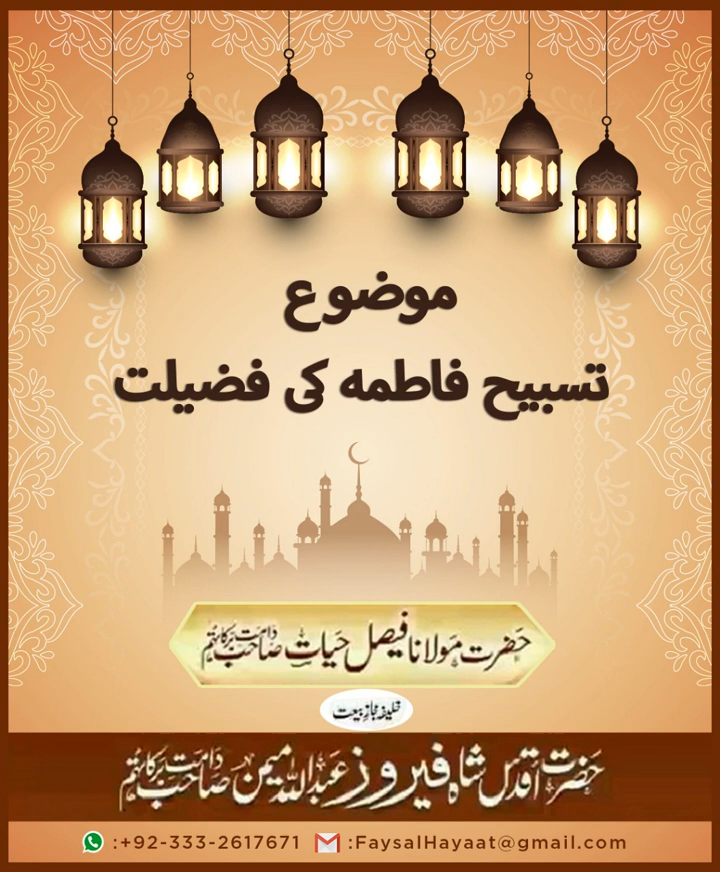 موضوع
تسبیح فاطمه کی فضیلت
حضرت مولانا فیصل حیات صاحب دامت برکاتہم
خلیفہ مجاز بیعت
حضرت اقدس شاہ فیروز عبداللہ میمن صاحب دامت برکاتہم
:+92-333-2617671 :FaysalHayaat@gmail.com